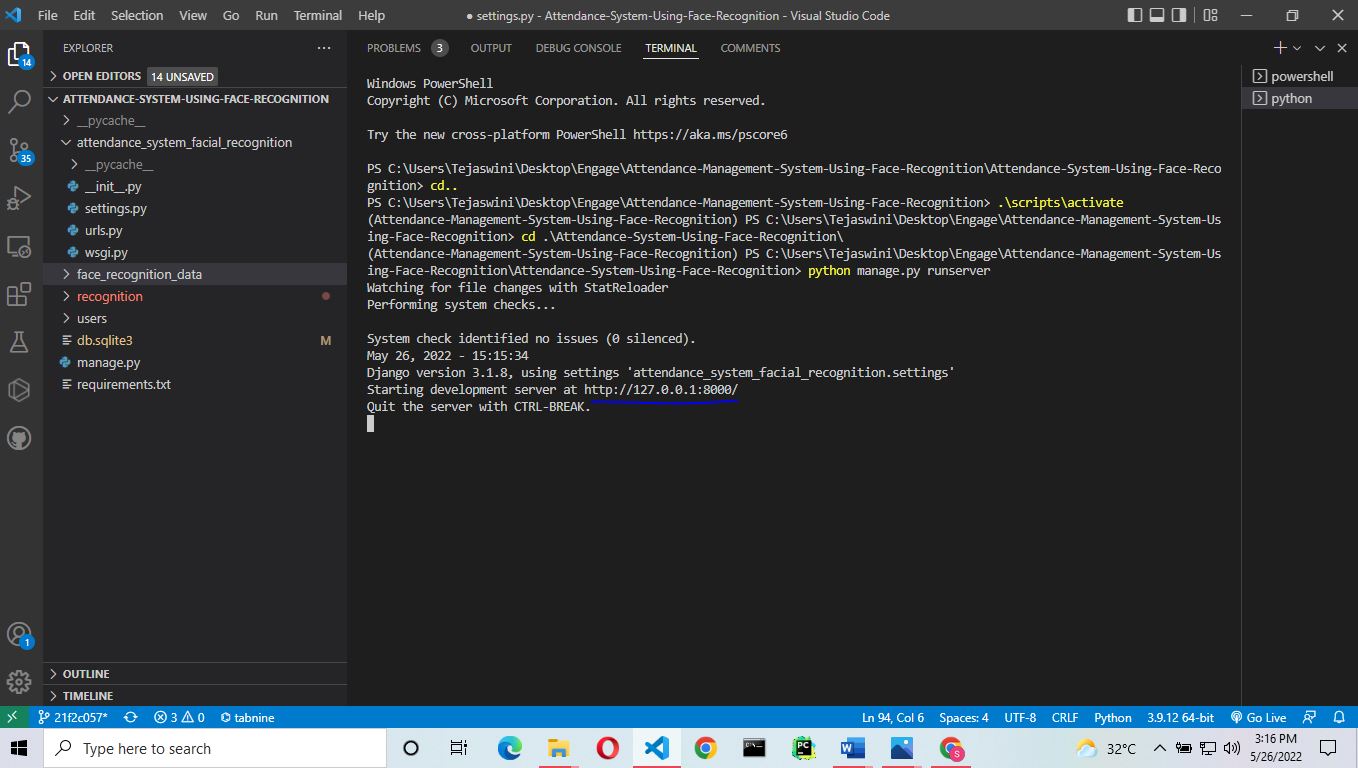 File Edit Selection View Go Run Terminal Help
● settings.py - Attendance-System-Using-Face-Recognition - Visual Studio Code
EXPLORER
OPEN EDITORS 14 UNSAVED
ATTENDANCE-SYSTEM-USING-FACE-RECOGNITION
__pycache__
attendance_system_facial_recognition
__pycache__
__init__.py
settings.py
urls.py
wsgi.py
face_recognition_data
recognition
users
db.sqlite3 M
manage.py
requirements.txt
OUTLINE
TIMELINE
14
35
1
PROBLEMS 3 OUTPUT DEBUG CONSOLE TERMINAL COMMENTS
Windows PowerShell
Copyright (C) Microsoft Corporation. All rights reserved.
Try the new cross-platform PowerShell https://aka.ms/pscore6
PS C:\Users\Tejaswini\Desktop\Engage\Attendance-Management-System-Using-Face-Recognition\Attendance-System-Using-Face-Reco
gnition> cd..
PS C:\Users\Tejaswini\Desktop\Engage\Attendance-Management-System-Using-Face-Recognition> .\scripts\activate
(Attendance-Management-System-Using-Face-Recognition) PS C:\Users\Tejaswini\Desktop\Engage\Attendance-Management-System-Us
ing-Face-Recognition> cd .\Attendance-System-Using-Face-Recognition\
(Attendance-Management-System-Using-Face-Recognition) PS C:\Users\Tejaswini\Desktop\Engage\Attendance-Management-System-Us
ing-Face-Recognition\Attendance-System-Using-Face-Recognition> python manage.py runserver
Watching for file changes with StatReloader
Performing system checks...
System check identified no issues (0 silenced).
May 26, 2022 - 15:15:34
Django version 3.1.8, using settings 'attendance_system_facial_recognition.settings'
Starting development server at http://127.0.0.1:8000/
Quit the server with CTRL-BREAK.
powershell
python
21f2c057* 3 0 tabnine
Ln 94, Col 6 Spaces: 4 UTF-8 CRLF Python 3.9.12 64-bit Go Live
Type here to search
PC
W
S
32°C
3:16 PM
5/26/2022